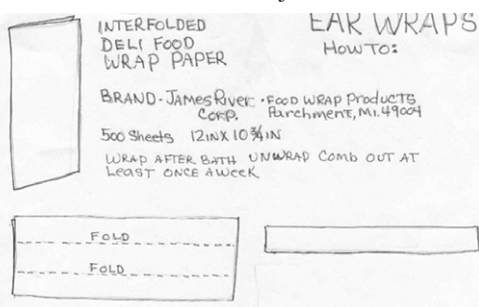 INTERFOLDED
DELI FOOD
WRAP PAPER
EAR WRAPS
HOW TO:
BRAND - James River CORP. • FOOD WRAP Products
Parchment, Mi. 49004
500 Sheets 12INX 10 3/4 IN
WRAP AFTER BATH UNWRAP Comb OUT AT
Least ONCE A WEEK
FOLD
FOLD